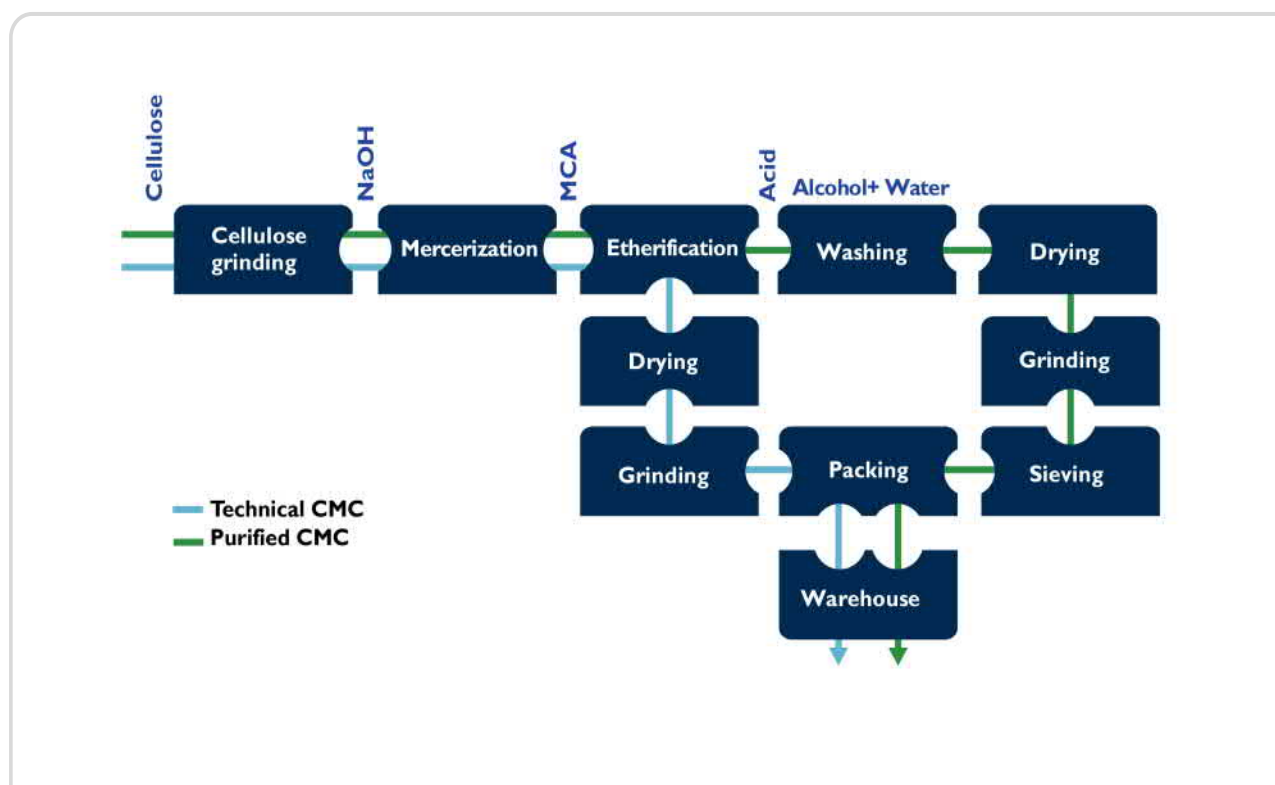 Cellulose
NaOH
MCA
Acid
Alcohol+ Water
Cellulose
grinding
Mercerization
Etherification
Washing
Drying
Drying
Grinding
Grinding
Packing
Sieving
Technical CMC
Purified CMC
Warehouse